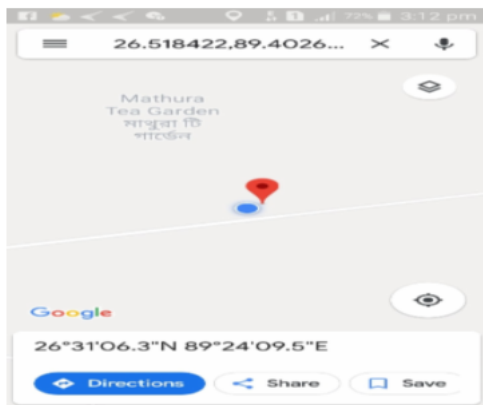 72% 3:12 pm
26.518422,89.4026...
Mathura
Tea Garden
মাথুরা টি
গার্ডেন
Google
26°31'06.3"N 89°24'09.5"E
Directions Share Save